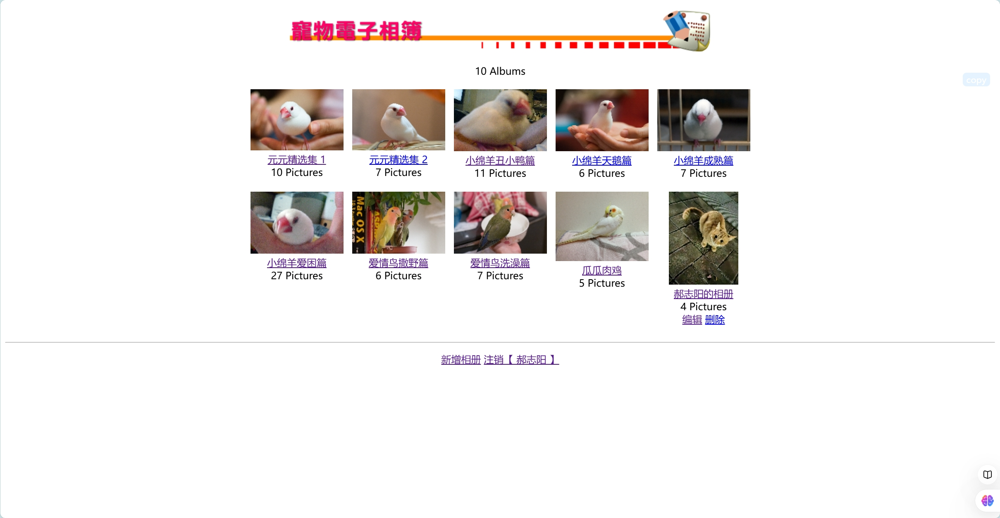 寵物電子相簿
10 Albums
copy
元元精选集 1
10 Pictures
元元精选集 2
7 Pictures
小绵羊丑小鸭篇
11 Pictures
小绵羊天鹅篇
6 Pictures
小绵羊成熟篇
7 Pictures
Mac OS X
小绵羊爱困篇
27 Pictures
爱情鸟撒野篇
6 Pictures
爱情鸟洗澡篇
7 Pictures
瓜瓜肉鸡
5 Pictures
郝志阳的相册
4 Pictures
编辑 删除
新增相册 注销【 郝志阳 】